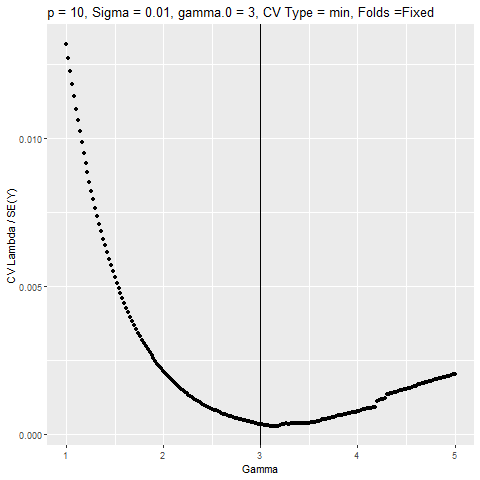 p = 10, Sigma = 0.01, gamma.0 = 3, CV Type = min, Folds =Fixed
CV Lambda / SE(Y)
0.010
0.005
0.000
1 2 3 4 5
Gamma